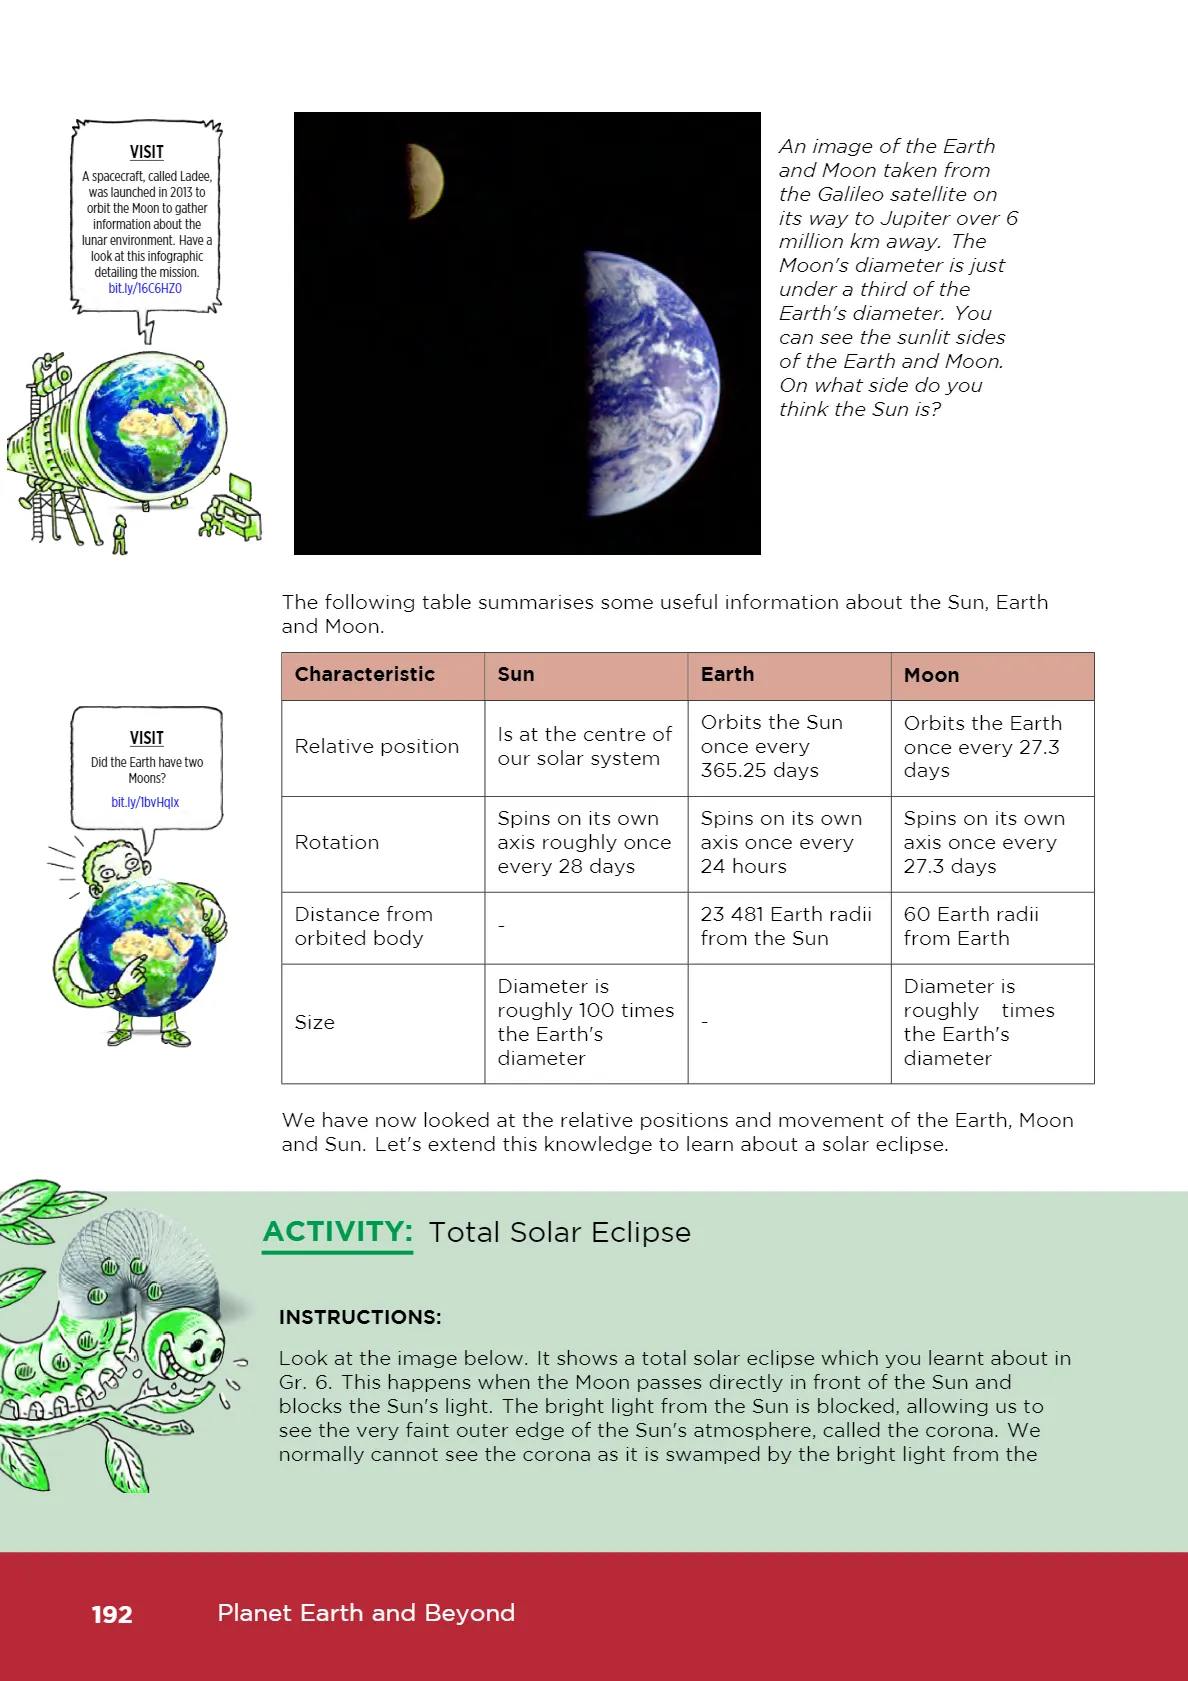 VISIT
A spacecraft, called Ladee,
was launched in 2013 to
orbit the Moon to gather
information about the
lunar environment. Have a
look at this infographic
detailing the mission.
bit.ly/16C6HZ0
An image of the Earth
and Moon taken from
the Galileo satellite on
its way to Jupiter over 6
million km away. The
Moon's diameter is just
under a third of the
Earth's diameter. You
can see the sunlit sides
of the Earth and Moon.
On what side do you
think the Sun is?
The following table summarises some useful information about the Sun, Earth
and Moon.
Characteristic Sun Earth Moon
Relative position
Is at the centre of
our solar system
Orbits the Sun
once every
365.25 days
Orbits the Earth
once every 27.3
days
Rotation
Spins on its own
axis roughly once
every 28 days
Spins on its own
axis once every
24 hours
Spins on its own
axis once every
27.3 days
Distance from
orbited body
-
23 481 Earth radii
from the Sun
60 Earth radii
from Earth
Size
Diameter is
roughly 100 times
the Earth's
diameter
-
Diameter is
roughly times
the Earth's
diameter
VISIT
Did the Earth have two
Moons?
bit.ly/1bvHqlx
We have now looked at the relative positions and movement of the Earth, Moon
and Sun. Let's extend this knowledge to learn about a solar eclipse.
ACTIVITY: Total Solar Eclipse
INSTRUCTIONS:
Look at the image below. It shows a total solar eclipse which you learnt about in
Gr. 6. This happens when the Moon passes directly in front of the Sun and
blocks the Sun's light. The bright light from the Sun is blocked, allowing us to
see the very faint outer edge of the Sun's atmosphere, called the corona. We
normally cannot see the corona as it is swamped by the bright light from the
192 Planet Earth and Beyond